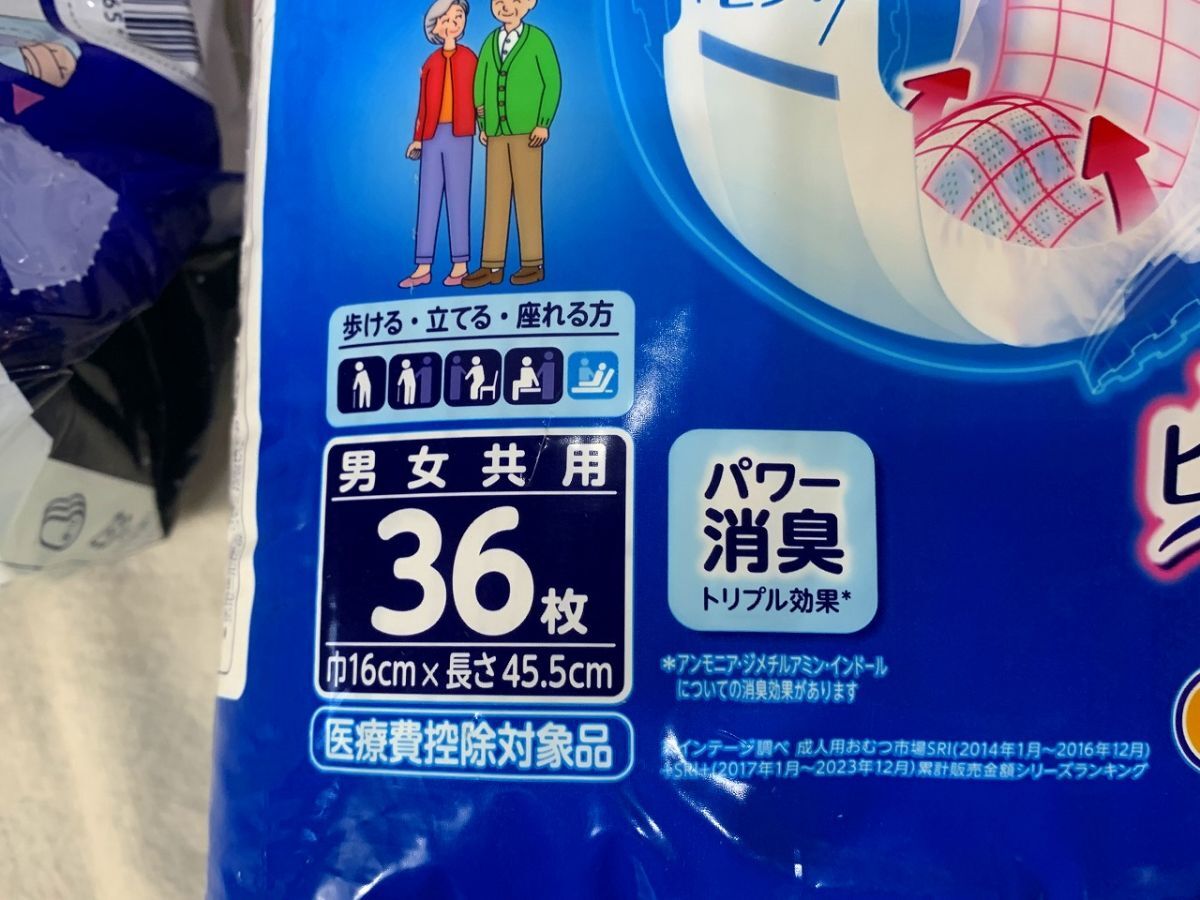 歩ける・立てる・座れる方
男女共用
36枚
巾16cm×長さ45.5cm
医療費控除対象品
パワー
消臭
トリプル効果*
*アンモニア・ジメチルアミン・インドール
についての消臭効果があります
※インテージ調べ 成人用おむつ市場SRI(2014年1月～2016年12月)
+SRI+(2017年1月～2023年12月)累計販売金額シリーズランキング